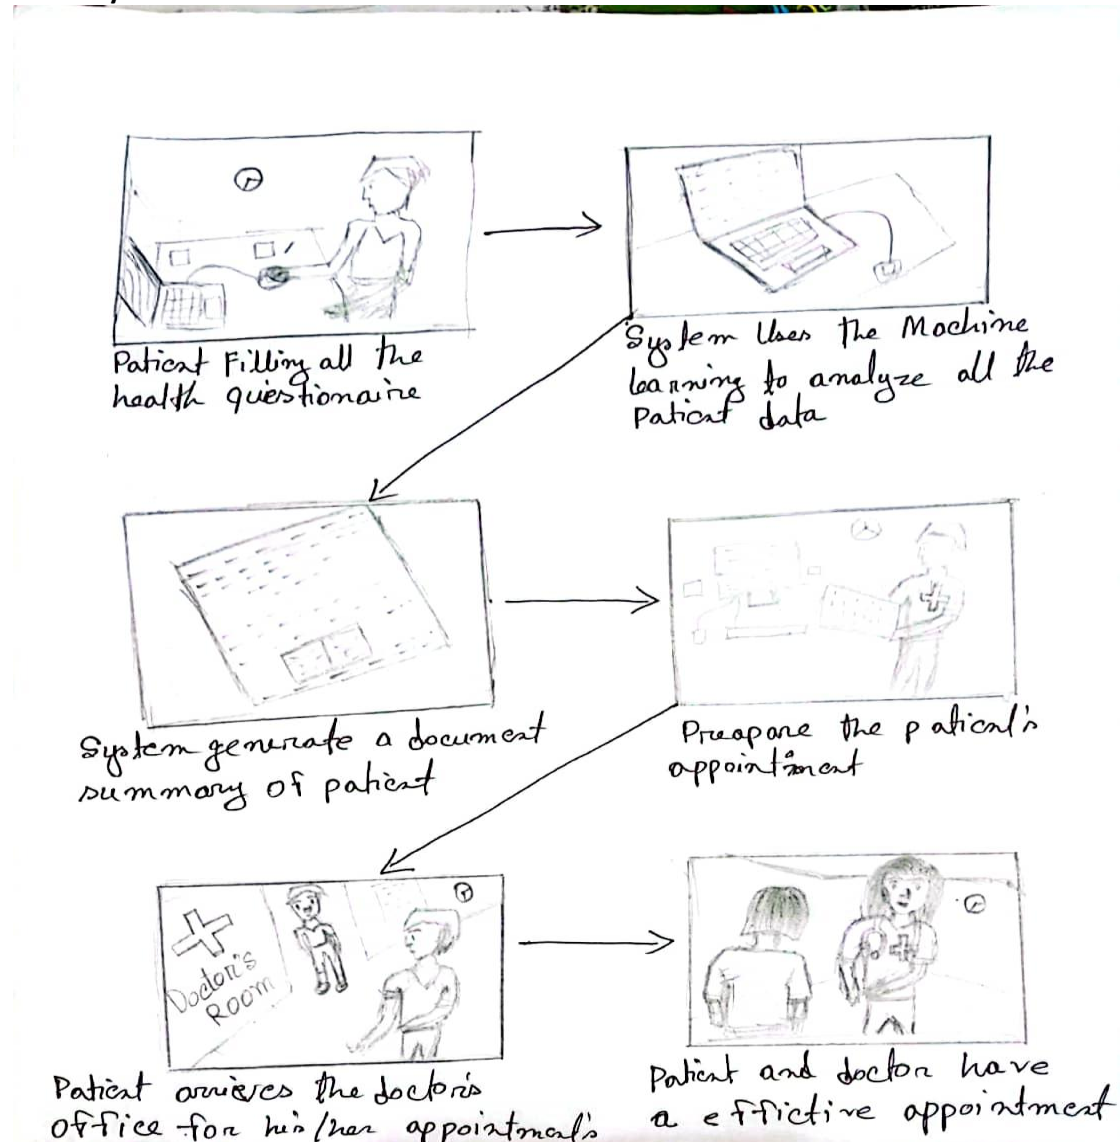 Patient Filling all the
health questionaire
System Uses the Machine
learning to analyze all the
Patient data
System generate a document
summary of patient
Preapare the patient's
appointment
Doctor's
Room
Patient arrieves the doctor's
office for his/her appointment's
Patient and doctor have
a effictive appointment